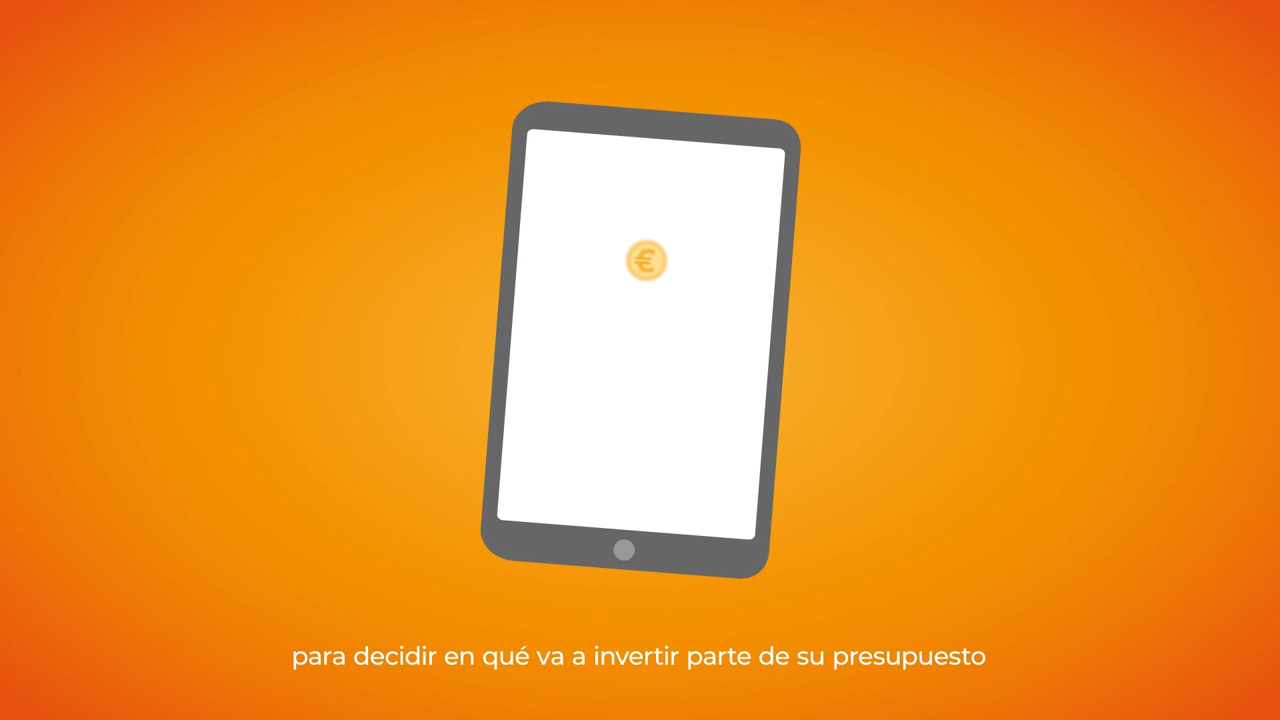 €
para decidir en qué va a invertir parte de su presupuesto